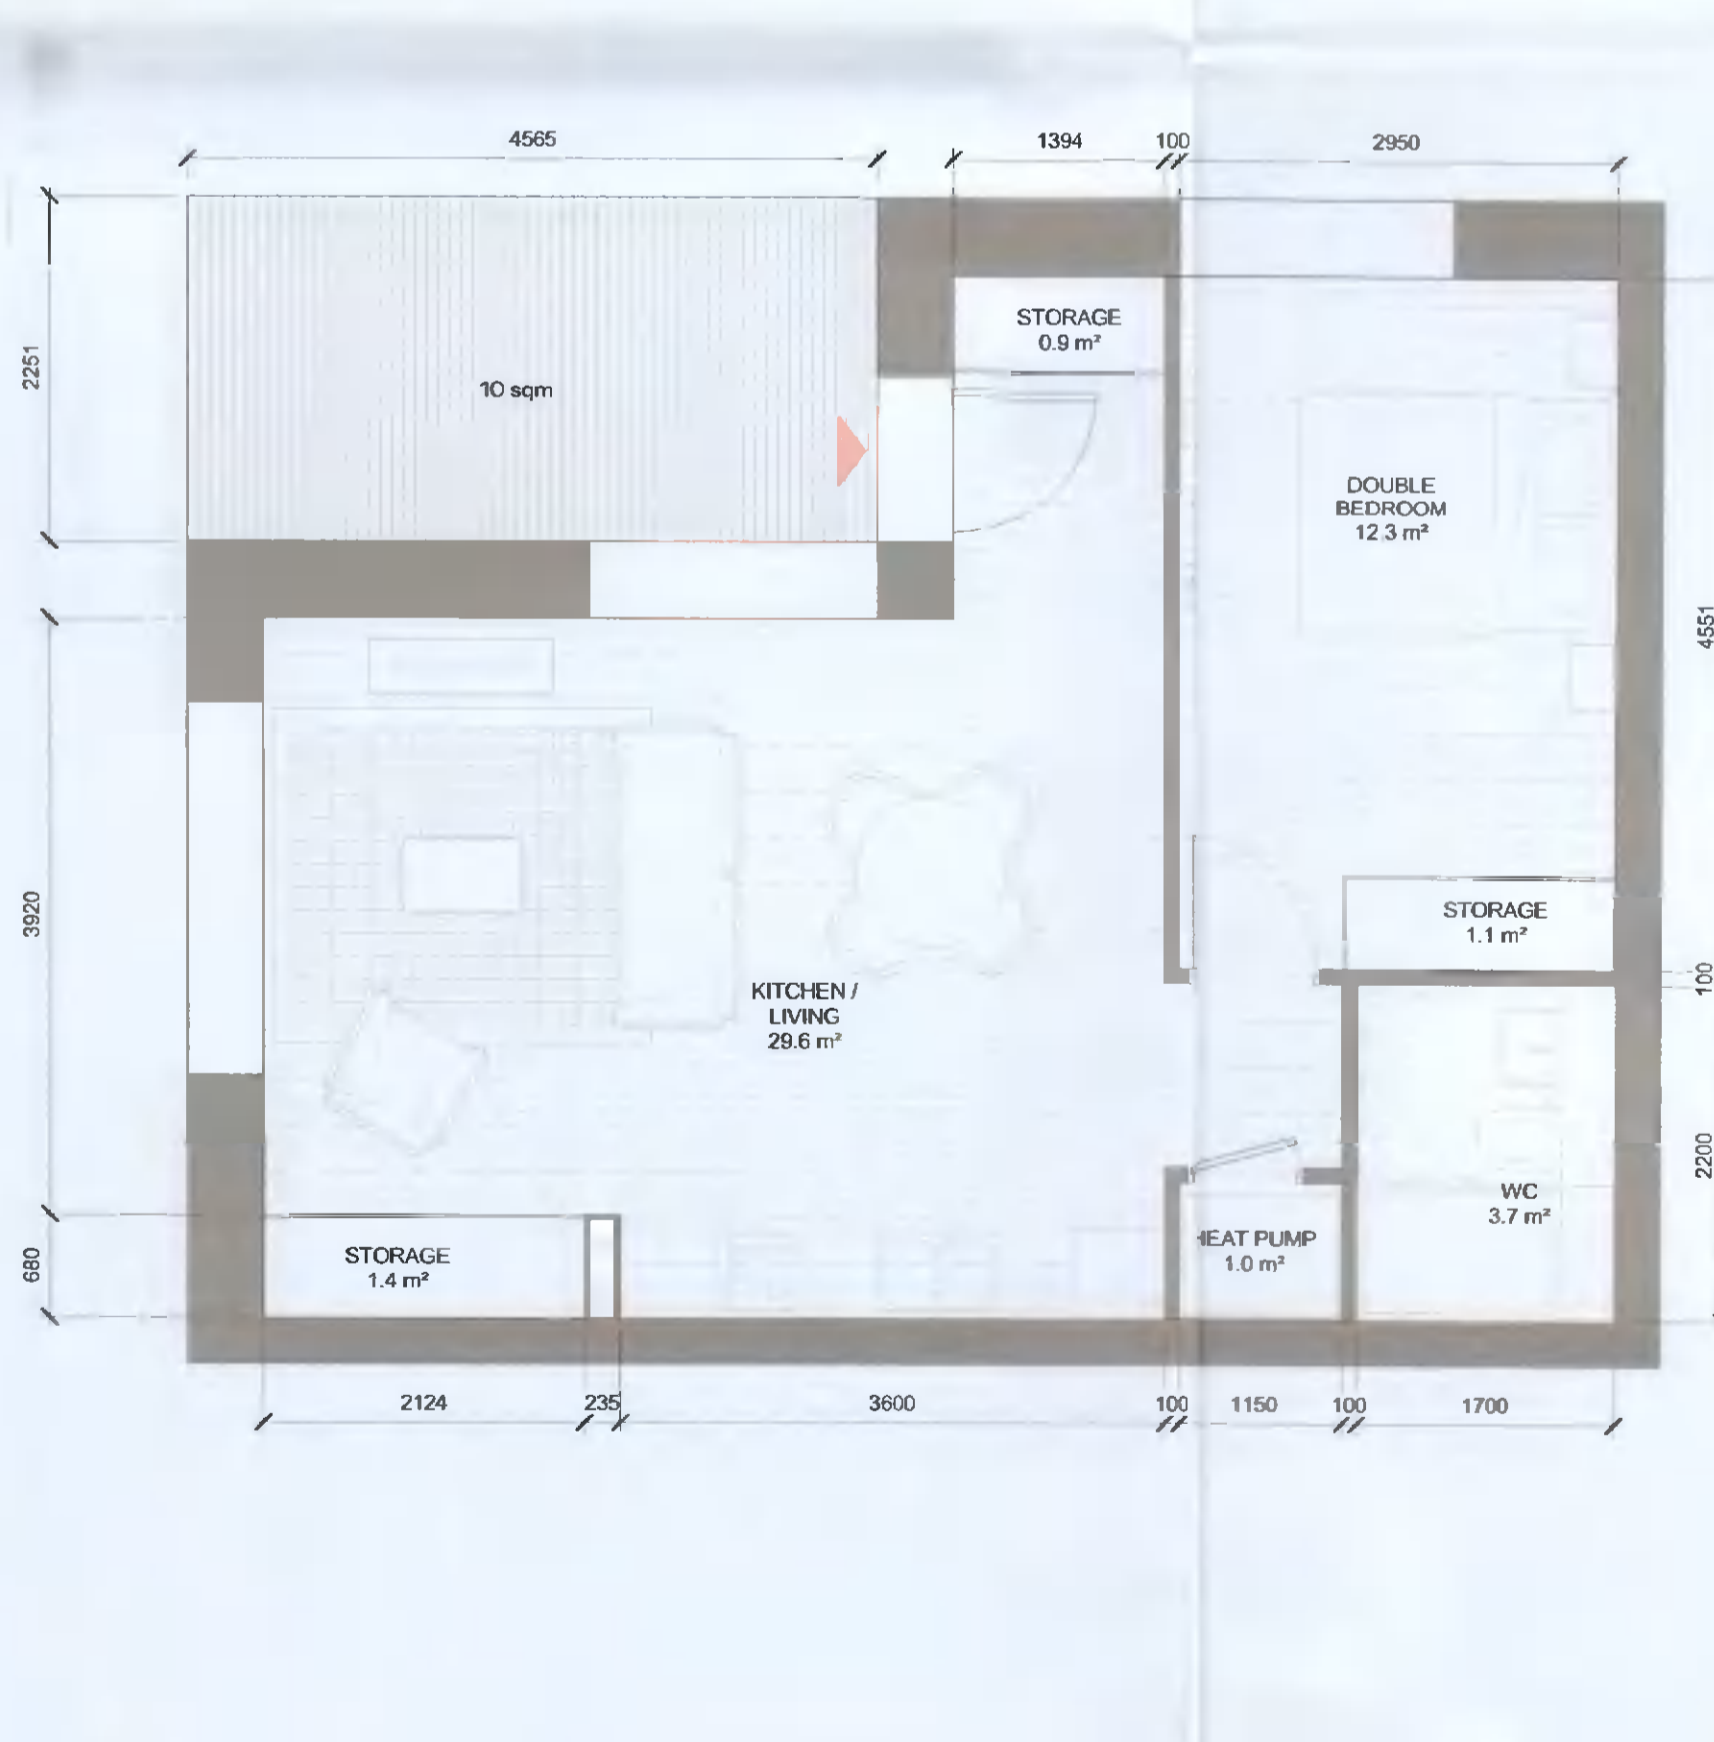 4565
1394
100
2950
2251
STORAGE
0.9 m²
10 sqm
DOUBLE
BEDROOM
12.3 m²
4551
3920
STORAGE
1.1 m²
100
KITCHEN /
LIVING
29.6 m²
2200
WC
3.7 m²
680
STORAGE
1.4 m²
HEAT PUMP
1.0 m²
2124
235
3600
100
1150
100
1700